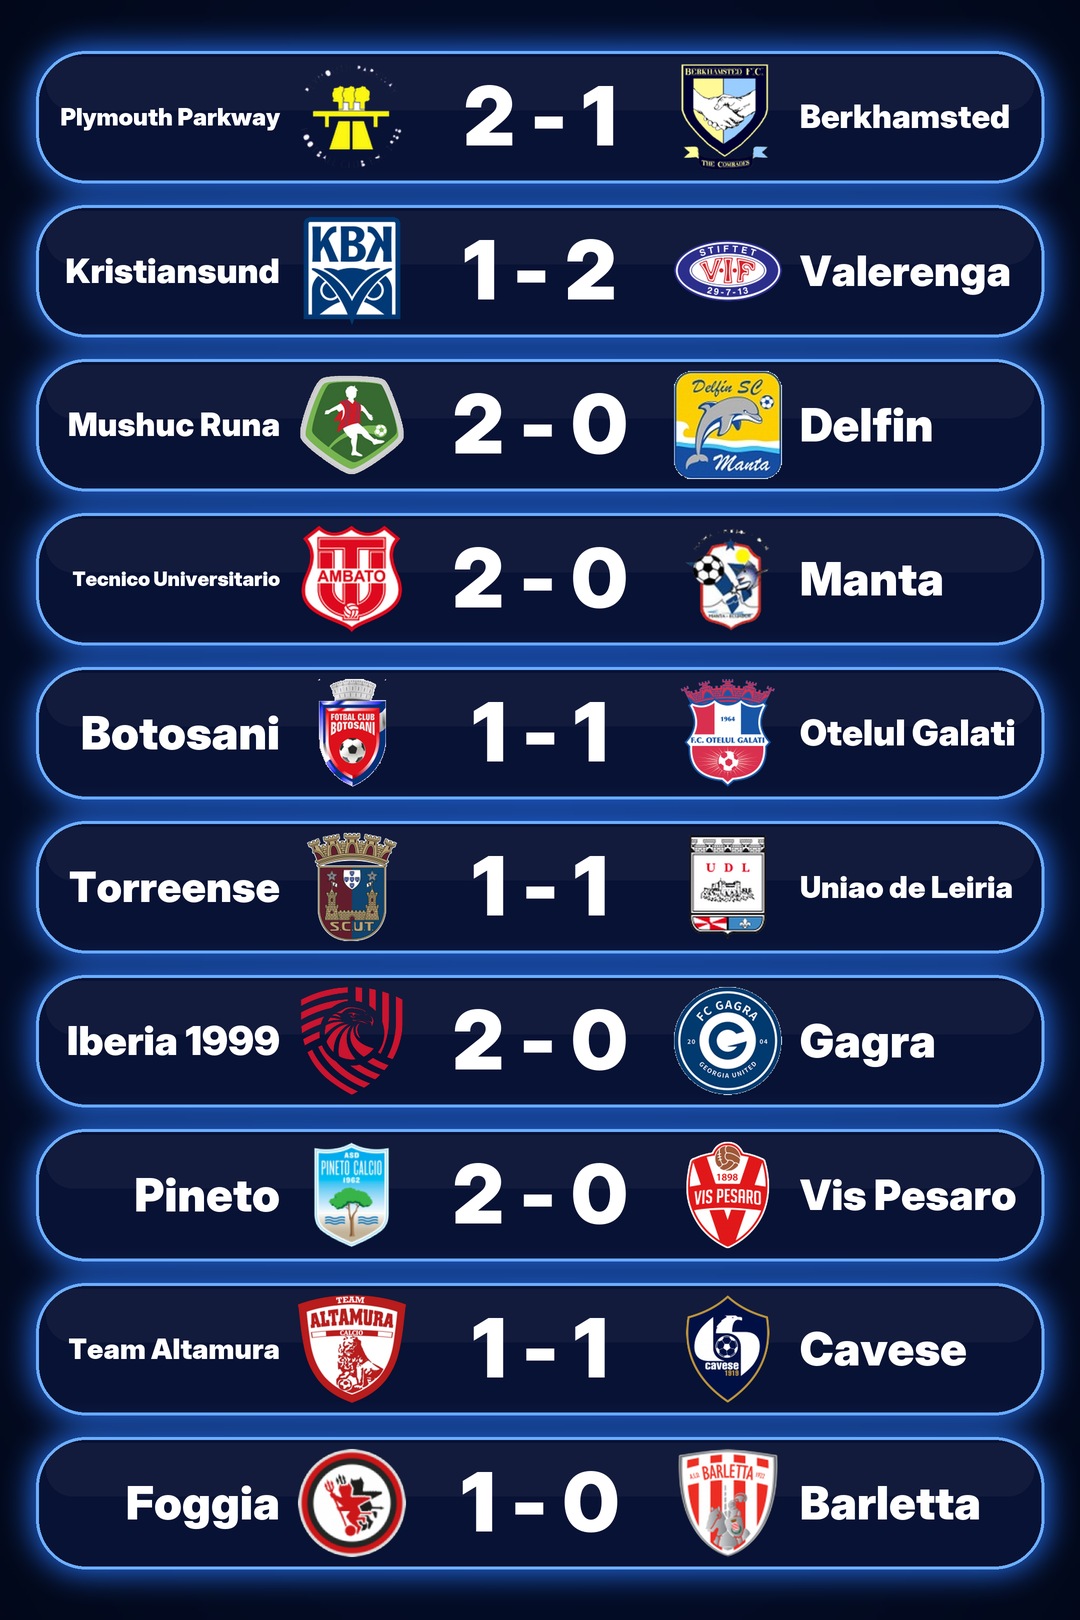 Plymouth Parkway 2 - 1 Berkhamsted
BERKHAMSTED F.C.
THE COMRADES
Kristiansund 1 - 2 Valerenga
KBK
STIFTET
V·I·F
29-7-13
Mushuc Runa 2 - 0 Delfin
Delfín SC
Manta
Tecnico Universitario 2 - 0 Manta
AMBATO
Botosani 1 - 1 Otelul Galati
FOTBAL CLUB
BOTOSANI
1964
F.C. OTELUL GALATI
Torreense 1 - 1 Uniao de Leiria
S.C.U.T.
U D L
Iberia 1999 2 - 0 Gagra
FC GAGRA
20 04
GEORGIA UNITED
Pineto 2 - 0 Vis Pesaro
ASD
PINETO CALCIO
1962
1898
VIS PESARO
Team Altamura 1 - 1 Cavese
TEAM
ALTAMURA
CALCIO
cavese
1919
Foggia 1 - 0 Barletta
A.S.D. BARLETTA 1922